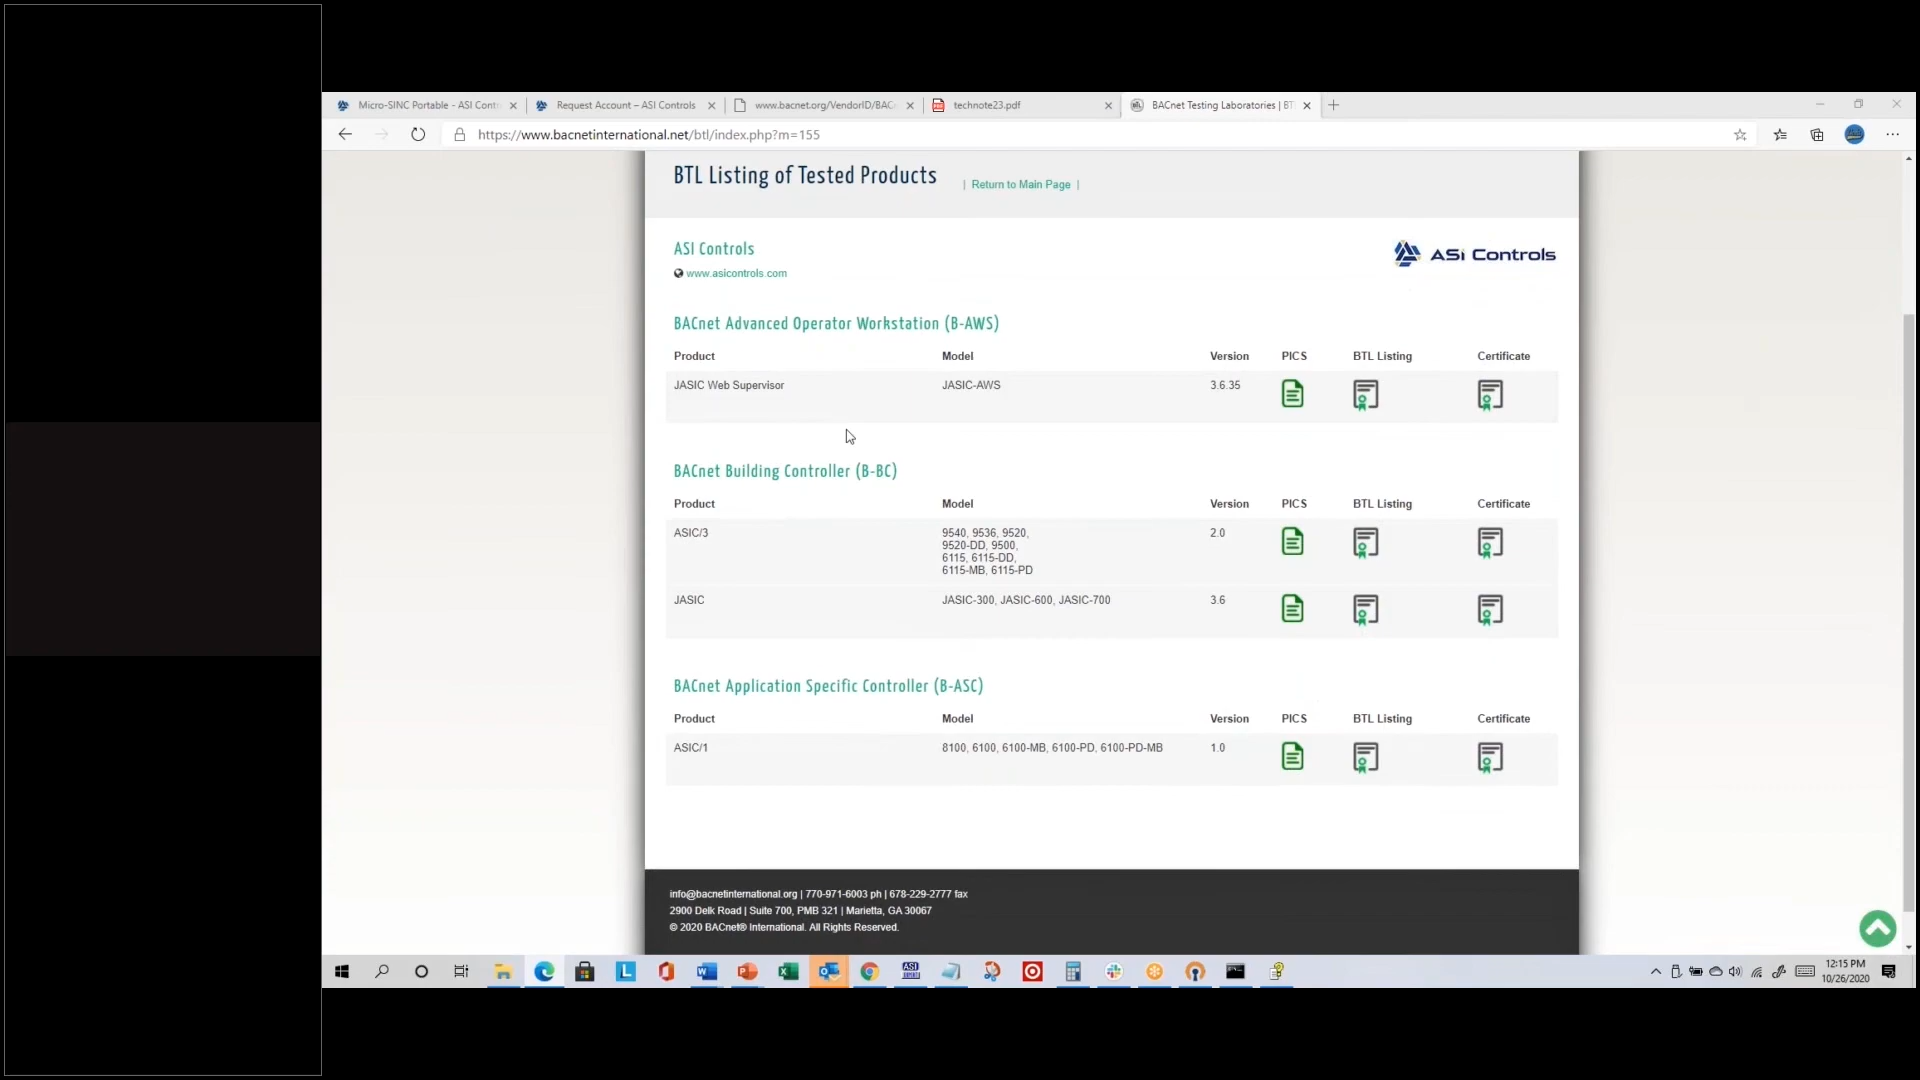 Micro-SINC Portable - ASI Cont
Request Account – ASI Controls
www.bacnet.org/VendorID/BAC
technote23.pdf
BACnet Testing Laboratories | BT
https://www.bacnetinternational.net/btl/index.php?m=155
BTL Listing of Tested Products
| Return to Main Page |
ASI Controls
ASi Controls
www.asicontrols.com
BACnet Advanced Operator Workstation (B-AWS)
Product Model Version PICS BTL Listing Certificate
JASIC Web Supervisor JASIC-AWS 3.6.35
BACnet Building Controller (B-BC)
Product Model Version PICS BTL Listing Certificate
ASIC/3 9540, 9536, 9520, 2.0
9520-DD, 9500,
6115, 6115-DD,
6115-MB, 6115-PD
JASIC JASIC-300, JASIC-600, JASIC-700 3.6
BACnet Application Specific Controller (B-ASC)
Product Model Version PICS BTL Listing Certificate
ASIC/1 8100, 6100, 6100-MB, 6100-PD, 6100-PD-MB 1.0
info@bacnetinternational.org | 770-971-6003 ph | 678-229-2777 fax
2900 Delk Road | Suite 700, PMB 321 | Marietta, GA 30067
© 2020 BACnet® International. All Rights Reserved.
12:15 PM
10/26/2020